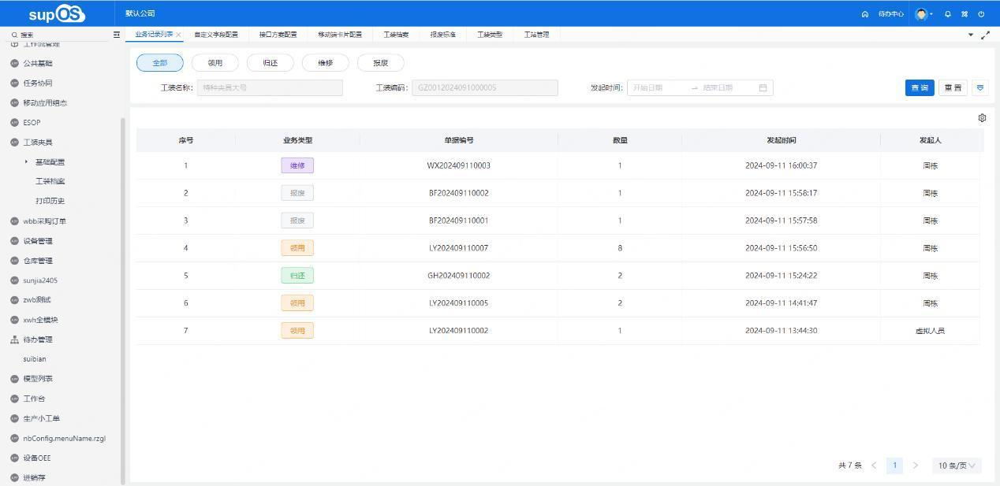 supOS 默认公司 待办中心
搜索 业务记录列表 自定义字段配置 接口方案配置 移动端卡片配置 工装档案 报废标准 工装类型 工站管理
工作流管理
公共基础
任务协同
移动应用组态
ESOP
工装夹具
基础配置
工装档案
打印历史
wbb采购订单
设备管理
仓库管理
sunjia2405
zwb测试
xwh全模块
待办管理
suibian
模型列表
工作台
生产小工单
nbConfig.menuName.rzgl
设备OEE
进销存
全部 领用 归还 维修 报废
工装名称: 特种夹具大号 工装编码: GZ0012024091000005 发起时间: 开始日期 → 结束日期 查询 重置
序号 业务类型 单据编号 数量 发起时间 发起人
1 维修 WX202409110003 1 2024-09-11 16:00:37 周栋
2 报废 BF202409110002 1 2024-09-11 15:58:17 周栋
3 报废 BF202409110001 1 2024-09-11 15:57:58 周栋
4 领用 LY202409110007 8 2024-09-11 15:56:50 周栋
5 归还 GH202409110002 2 2024-09-11 15:24:22 周栋
6 领用 LY202409110005 2 2024-09-11 14:41:47 周栋
7 领用 LY202409110002 1 2024-09-11 13:44:30 虚拟人员
共 7 条 1 10 条/页